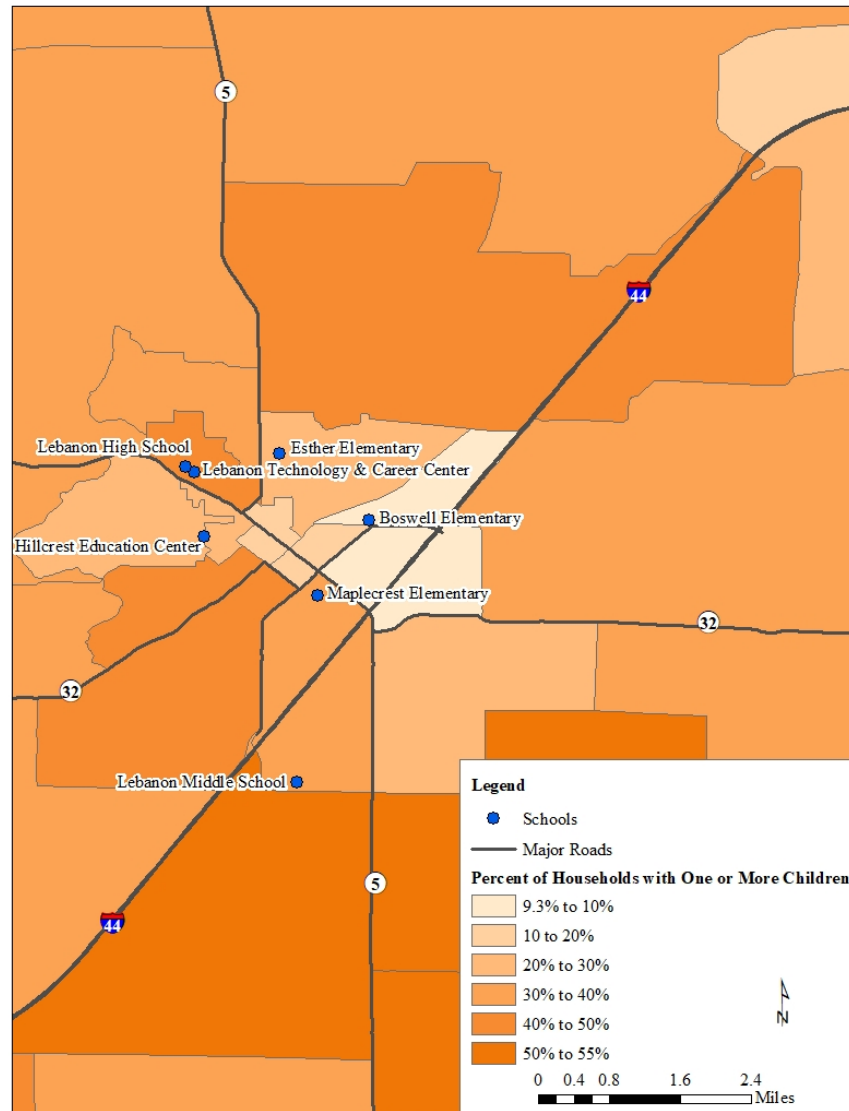 5
44
Lebanon High School
Esther Elementary
Lebanon Technology & Career Center
Boswell Elementary
Hillcrest Education Center
Maplecrest Elementary
32
32
Lebanon Middle School
5
44
Legend
Schools
Major Roads
Percent of Households with One or More Children
9.3% to 10%
10 to 20%
20% to 30%
30% to 40%
40% to 50%
50% to 55%
N
0 0.4 0.8 1.6 2.4
Miles